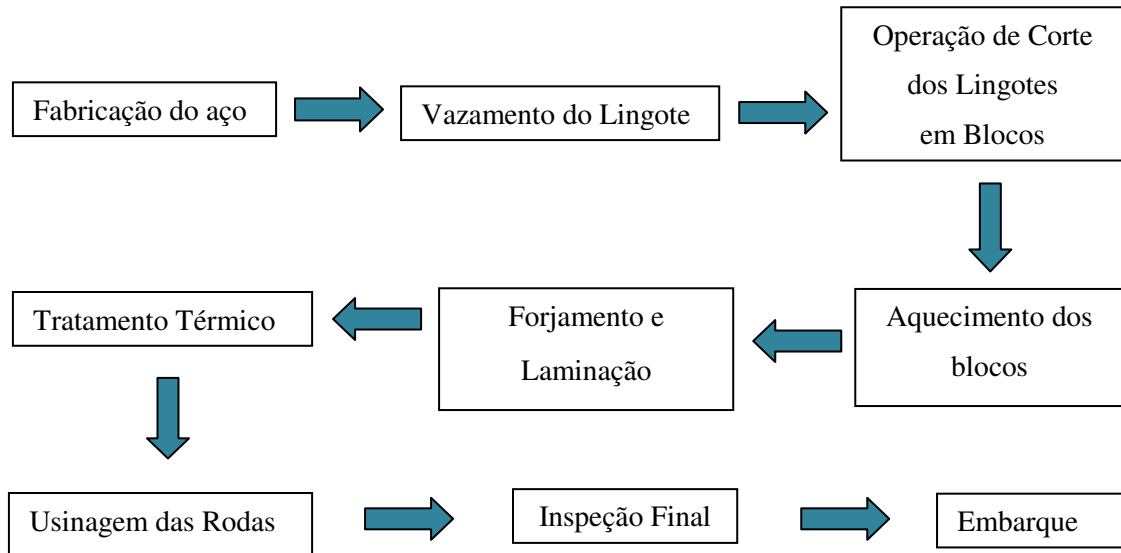 Fabricação do aço
Vazamento do Lingote
Operação de Corte
dos Lingotes
em Blocos
Aquecimento dos
blocos
Forjamento e
Laminação
Tratamento Térmico
Usinagem das Rodas
Inspeção Final
Embarque